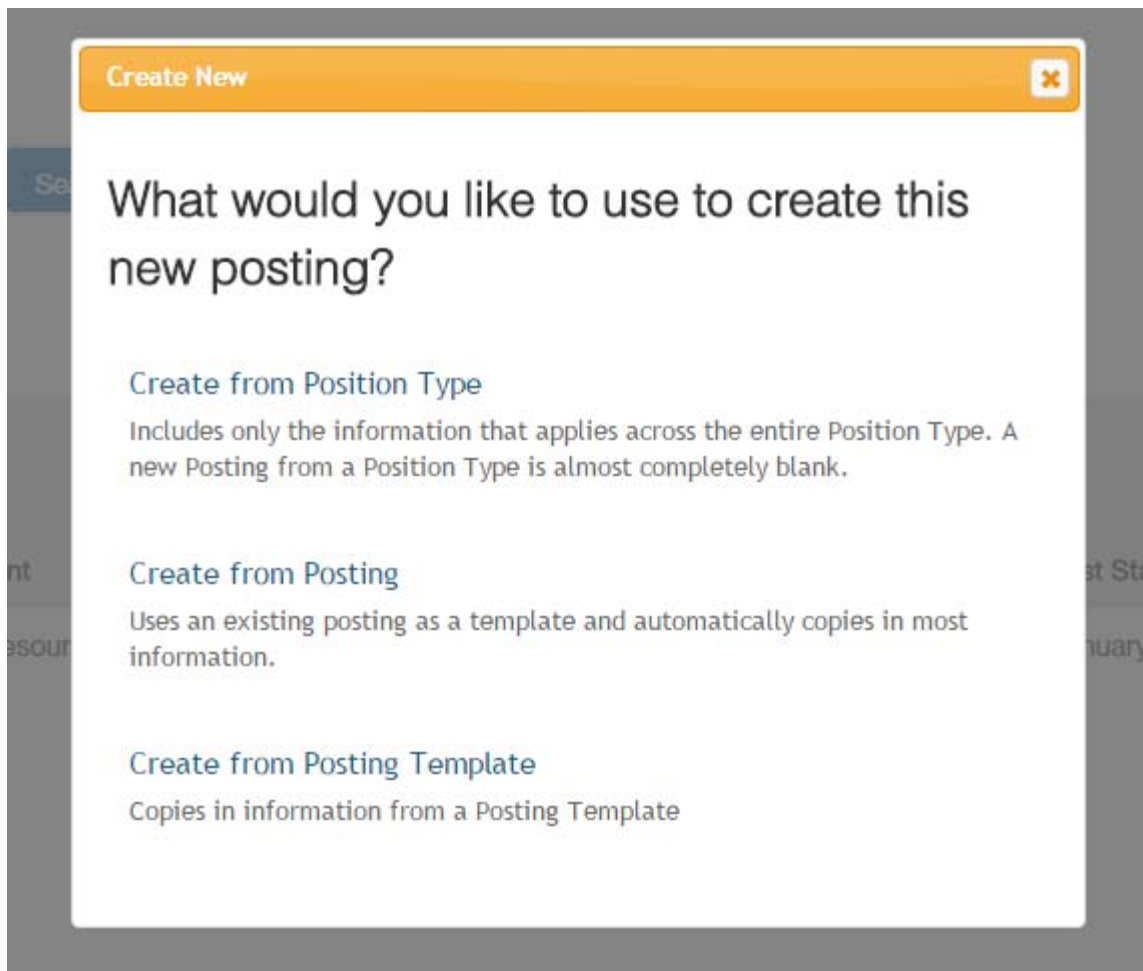 Create New
What would you like to use to create this
new posting?
Create from Position Type
Includes only the information that applies across the entire Position Type. A
new Posting from a Position Type is almost completely blank.
Create from Posting
Uses an existing posting as a template and automatically copies in most
information.
Create from Posting Template
Copies in information from a Posting Template